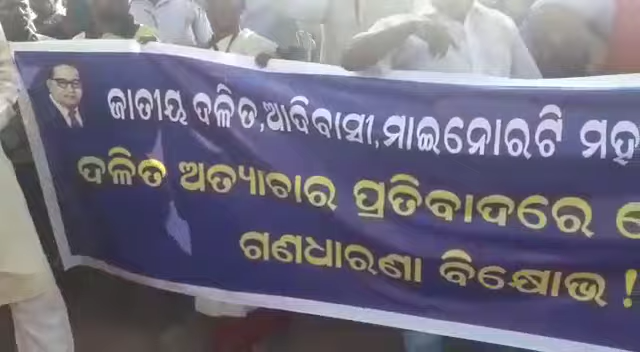 ଜାତୀୟ ଦଳିତ,ଆଦିବାସୀ,ମାଇନୋରଟି
ଦଳିତ ଅତ୍ୟାଚାର ପ୍ରତିବାଦରେ
ଗଣଧାରଣା ବିକ୍ଷୋଭ !